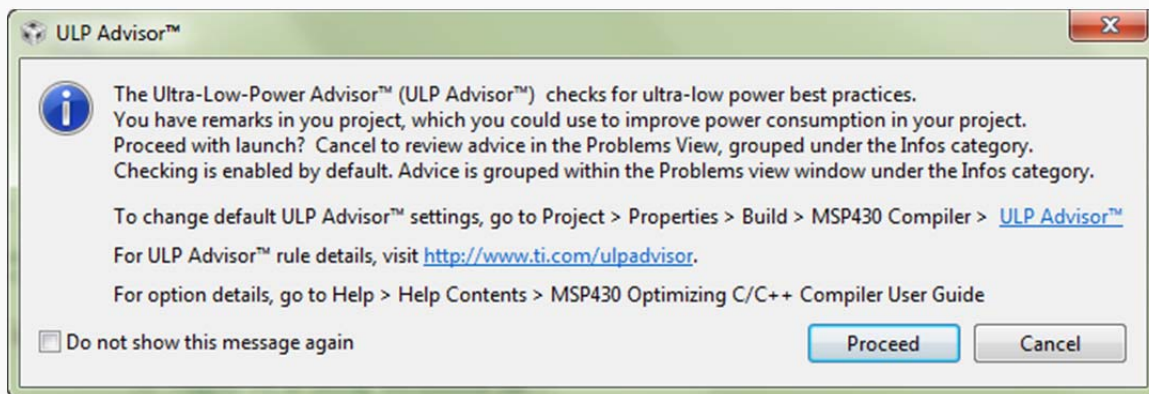 ULP Advisor™
The Ultra-Low-Power Advisor™ (ULP Advisor™) checks for ultra-low power best practices.
You have remarks in you project, which you could use to improve power consumption in your project.
Proceed with launch? Cancel to review advice in the Problems View, grouped under the Infos category.
Checking is enabled by default. Advice is grouped within the Problems view window under the Infos category.
To change default ULP Advisor™ settings, go to Project > Properties > Build > MSP430 Compiler > ULP Advisor™
For ULP Advisor™ rule details, visit http://www.ti.com/ulpadvisor.
For option details, go to Help > Help Contents > MSP430 Optimizing C/C++ Compiler User Guide
Do not show this message again
Proceed
Cancel